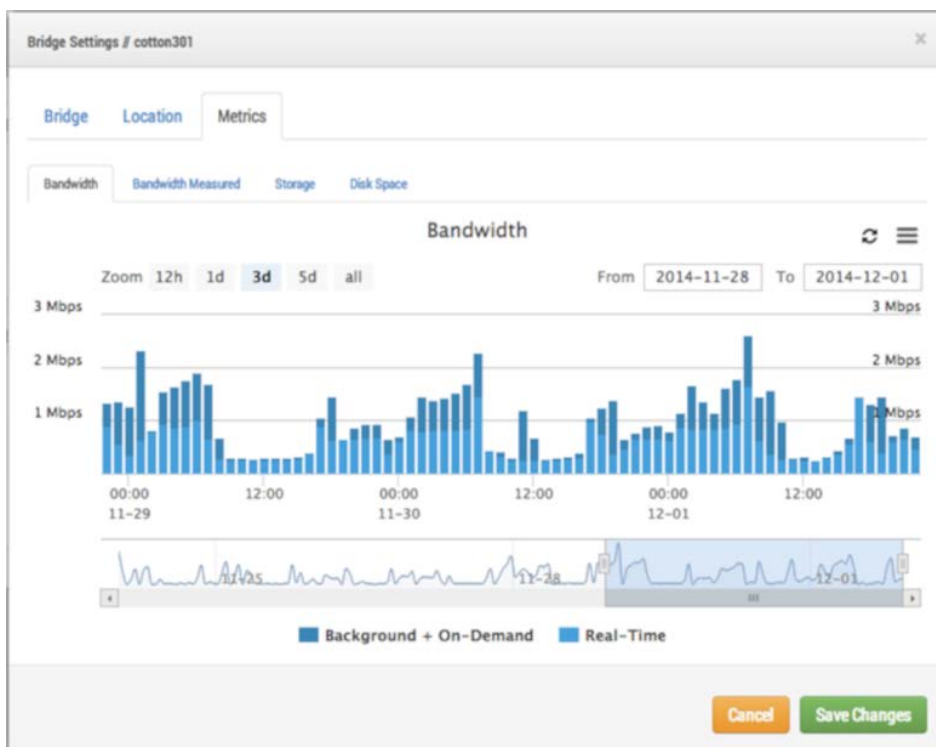 Bridge Settings // cotton301 ×
Bridge Location Metrics
Bandwidth Bandwidth Measured Storage Disk Space
Bandwidth
Zoom 12h 1d 3d 5d all From 2014-11-28 To 2014-12-01
3 Mbps 3 Mbps
2 Mbps 2 Mbps
1 Mbps 1 Mbps
00:00 12:00 00:00 12:00 00:00 12:00
11-29 11-30 12-01
11-25 11-28 12-01
Background + On-Demand Real-Time
Cancel Save Changes